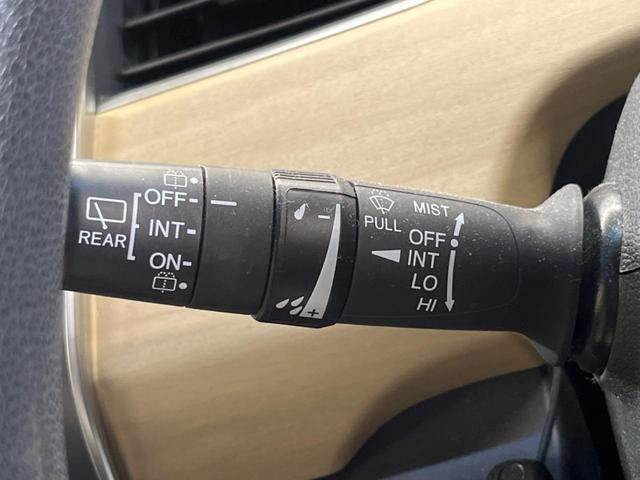 REAR
OFF
INT
ON
−
+
PULL
MIST
OFF
INT
LO
HI